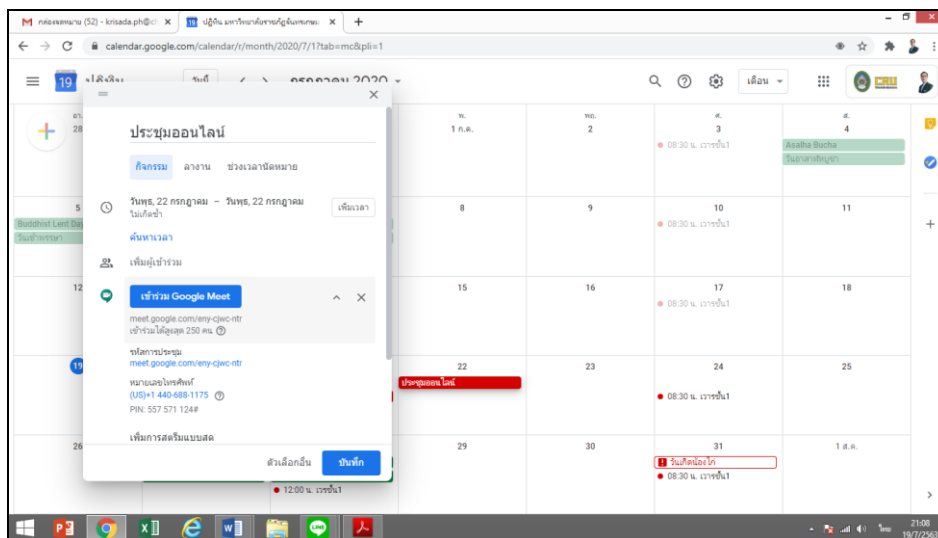 กล่องจดหมาย (52) - krisada.ph@c
ปฏิทิน มหาวิทยาลัยราชภัฏจันทรเกษม
calendar.google.com/calendar/r/month/2020/7/1?tab=mc&pli=1
19 ปฏิทิน วันนี้ กรกฎาคม 2020 เดือน CRU
อา. พ. พฤ. ศ. ส.
28 1 ก.ค. 2 3 4
08:30 น. เวรชั้น1
Asalha Bucha
วันอาสาฬหบูชา
ประชุมออนไลน์
กิจกรรม ลางาน ช่วงเวลานัดหมาย
วันพุธ, 22 กรกฎาคม – วันพุธ, 22 กรกฎาคม เพิ่มเวลา
ไม่เกิดซ้ำ
ค้นหาเวลา
เพิ่มผู้เข้าร่วม
เข้าร่วม Google Meet
meet.google.com/eny-cjwc-ntr
เข้าร่วมได้สูงสุด 250 คน
รหัสการประชุม
meet.google.com/eny-cjwc-ntr
หมายเลขโทรศัพท์
(US)+1 440-688-1175
PIN: 557 571 124#
เพิ่มการสตรีมแบบสด
ตัวเลือกอื่น บันทึก
5 8 9 10 11
Buddhist Lent Day
วันเข้าพรรษา
08:30 น. เวรชั้น1
12 15 16 17 18
08:30 น. เวรชั้น1
19 22 23 24 25
ประชุมออนไลน์
08:30 น. เวรชั้น1
26 29 30 31 1 ส.ค.
วันเกิดน้องไก่
08:30 น. เวรชั้น1
12:00 น. เวรชั้น1
ไทย 21:08
19/7/2563